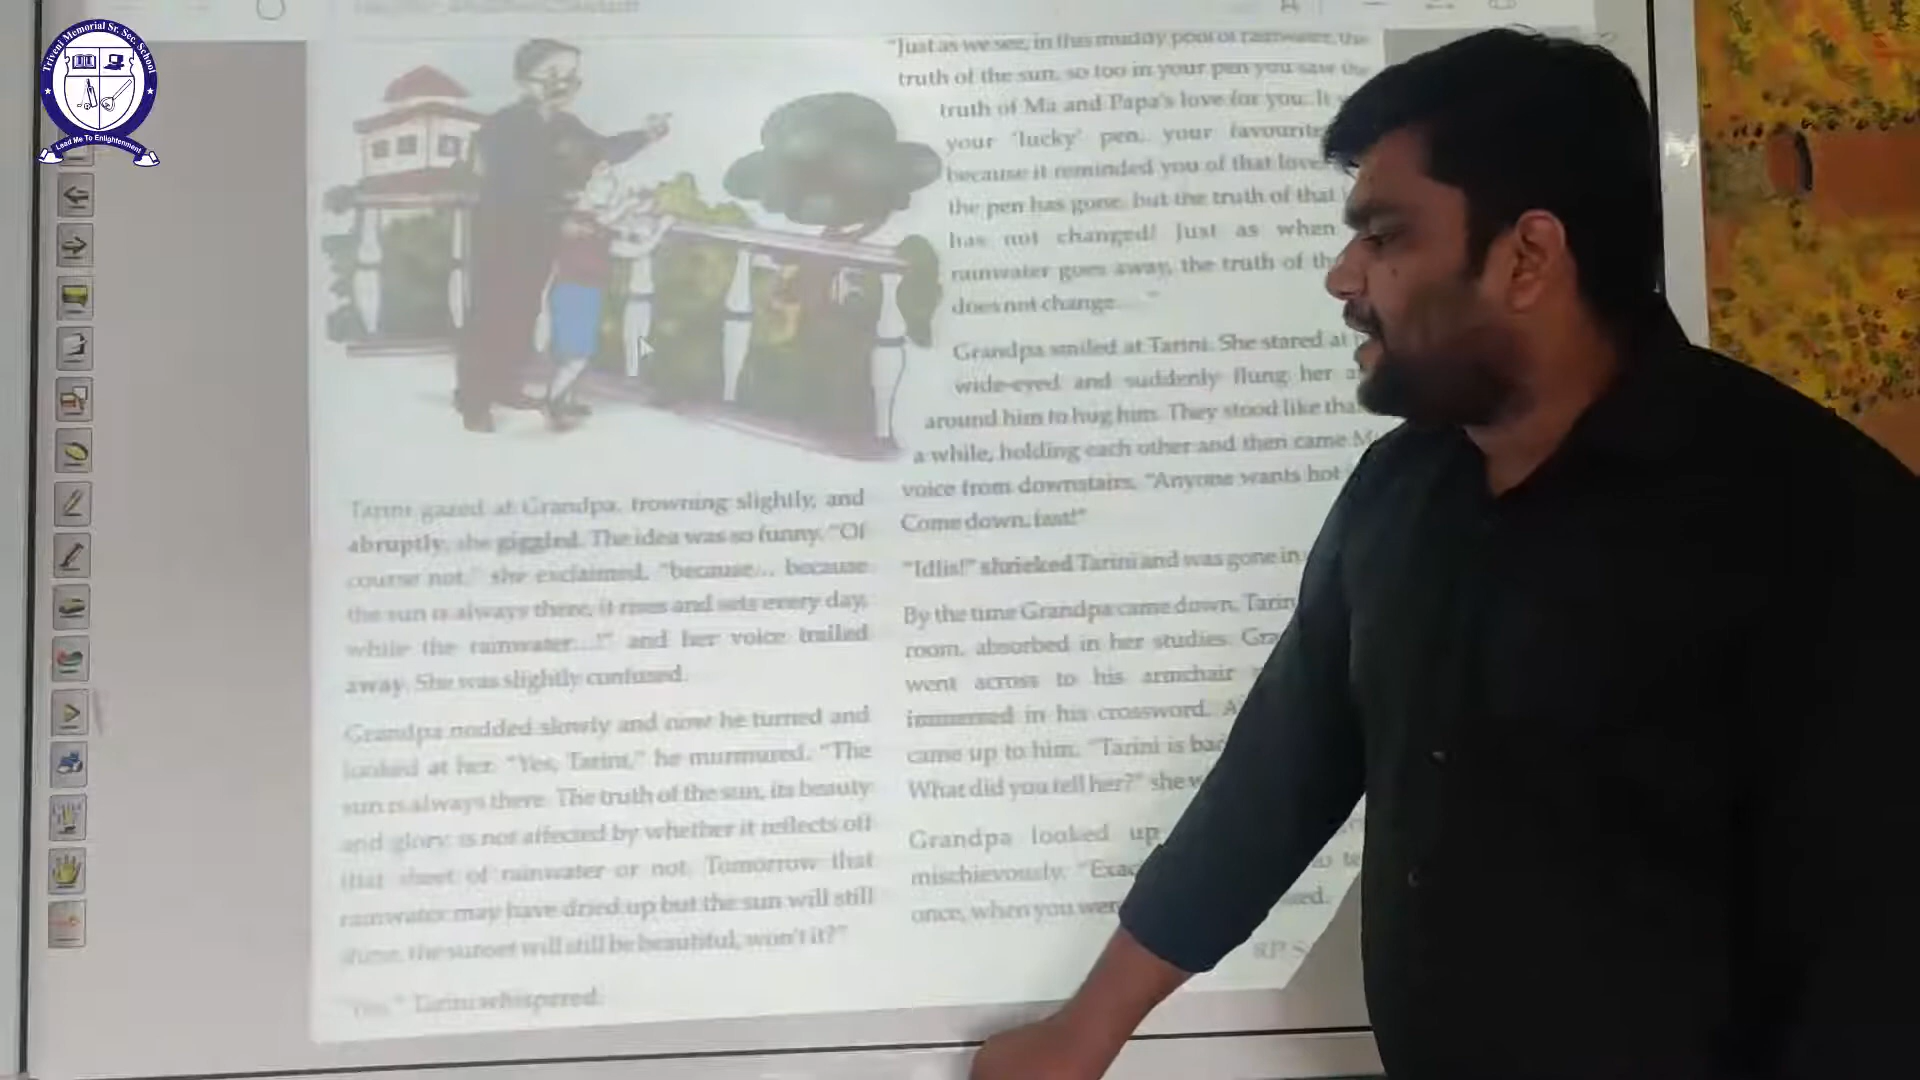 Triveni Memorial Sr. Sec. School
Lead Me To Enlightenment
Tarini gazed at Grandpa, frowning slightly, and
abruptly, she giggled. The idea was so funny. "Of
course not," she exclaimed, "because... because
the sun is always there, it rises and sets every day,
while the rainwater...!" and her voice trailed
away. She was slightly confused.
Grandpa nodded slowly and now he turned and
looked at her. "Yes, Tarini," he murmured. "The
sun is always there. The truth of the sun, its beauty
and glory is not affected by whether it reflects off
that sheet of rainwater or not. Tomorrow that
rainwater may have dried up but the sun will still
shine, the sunset will still be beautiful, won't it?"
"Yes," Tarini whispered.
"Just as we see, in this muddy pool of rainwater, the
truth of the sun, so too in your pen you saw the
truth of Ma and Papa's love for you. It
your 'lucky' pen, your favourite
because it reminded you of that love.
the pen has gone, but the truth of that
has not changed! Just as when
rainwater goes away, the truth of the
does not change...."
Grandpa smiled at Tarini. She stared at
wide-eyed and suddenly flung her
around him to hug him. They stood like that
a while, holding each other and then came
voice from downstairs, "Anyone wants hot
Come down, fast!"
"Idlis!" shrieked Tarini and was gone in
By the time Grandpa came down, Tarini
room, absorbed in her studies.
went across to his armchair
immersed in his crossword.
came up to him. "Tarini is
What did you tell her?" she
Grandpa looked up
mischievously.
once, when you